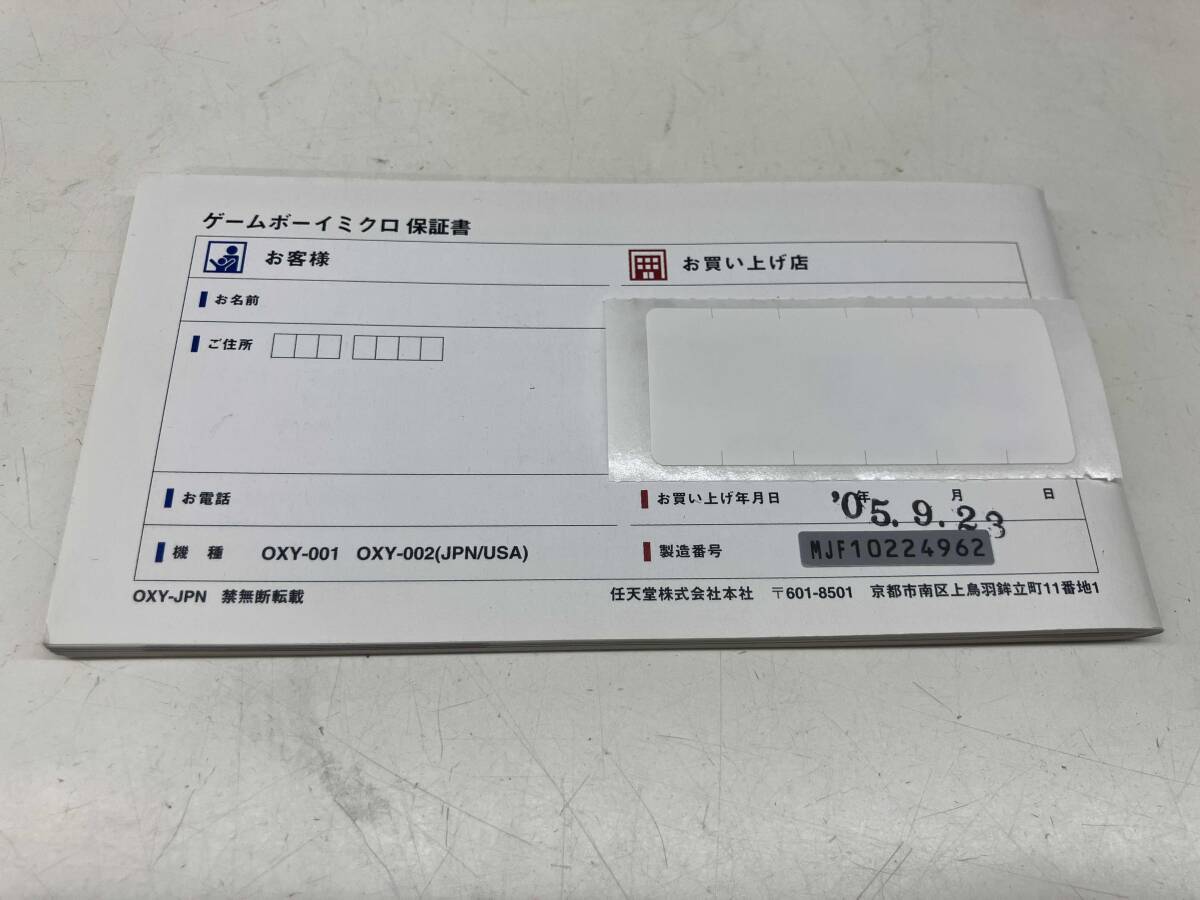 ゲームボーイミクロ 保証書
お客様
お買い上げ店
お名前
ご住所
お電話
お買い上げ年月日 '05.9.23 年 月 日
機 種 OXY-001 OXY-002(JPN/USA)
製造番号 MJF10224962
OXY-JPN 禁無断転載
任天堂株式会社本社 〒601-8501 京都市南区上鳥羽鉾立町11番地1